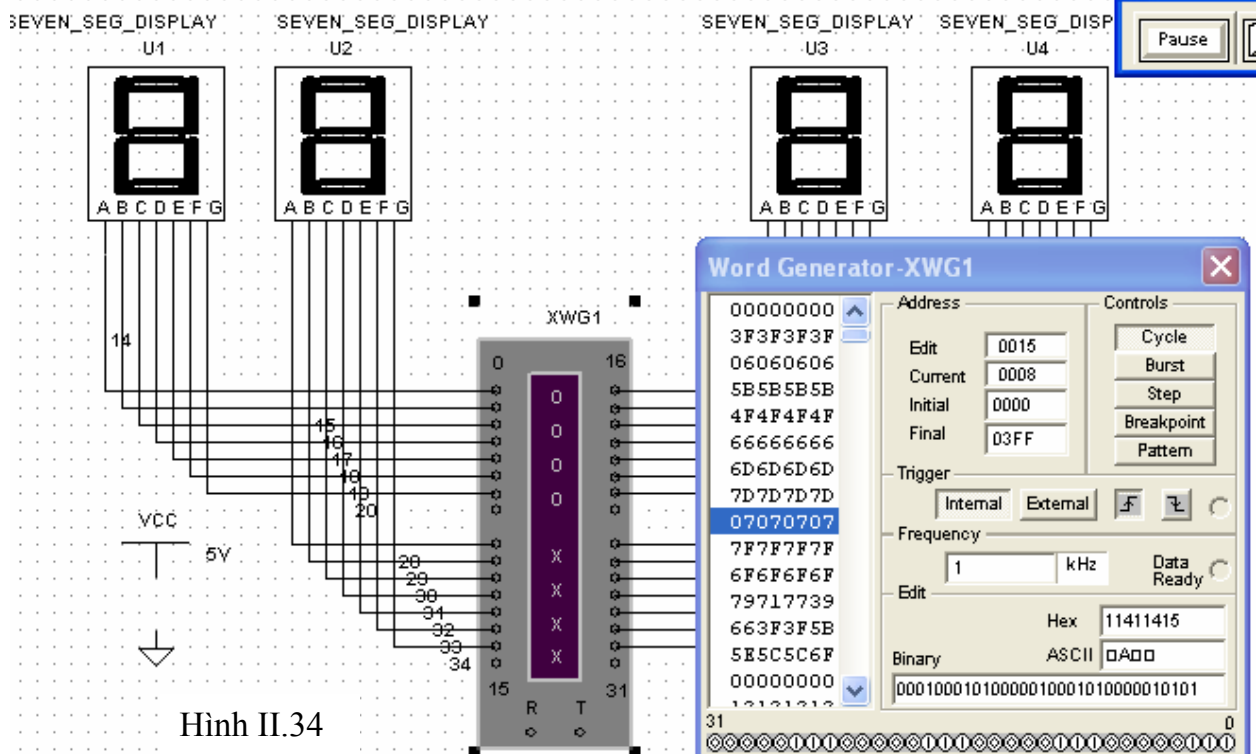 SEVEN_SEG_DISPLAY SEVEN_SEG_DISPLAY SEVEN_SEG_DISPLAY SEVEN_SEG_DISP
U1 U2 U3 U4
Pause
A B C D E F G A B C D E F G A B C D E F G A B C D E F G
14
15
16
17
18
19
20
28
29
30
31
32
33
34
VCC
5V
XWG1
0 16
O
O
O
O
X
X
X
X
15 31
R T
Hình II.34
Word Generator-XWG1
00000000
3F3F3F3F
06060606
5B5B5B5B
4F4F4F4F
66666666
6D6D6D6D
7D7D7D7D
07070707
7F7F7F7F
6F6F6F6F
79717739
663F3F5B
5E5C5C6F
00000000
Address
Edit 0015
Current 0008
Initial 0000
Final 03FF
Controls
Cycle
Burst
Step
Breakpoint
Pattern
Trigger
Internal External
Frequency
1 kHz
Data
Ready
Edit
Hex 11411415
ASCII □A□□
Binary
00010001010000010001010000010101
31 0
00000111000001110000011100000111